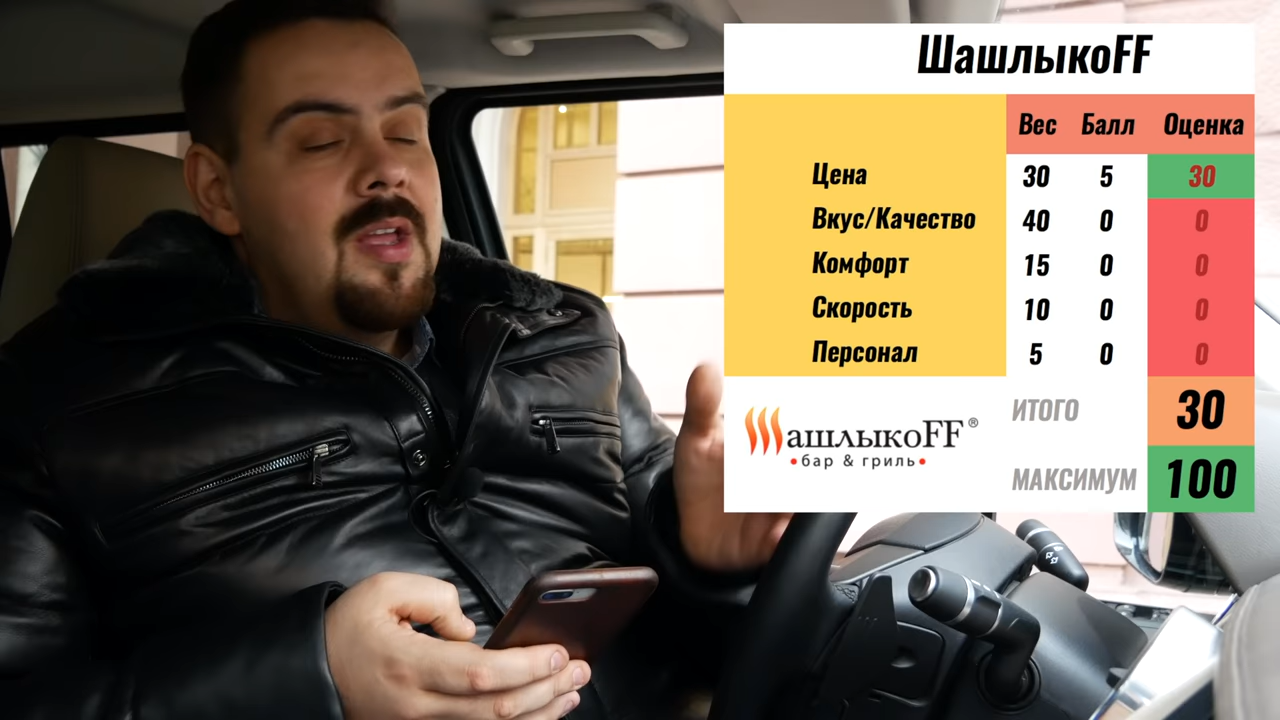 ШашлыкоFF
Вес Балл Оценка
Цена 30 5 30
Вкус/Качество 40 0 0
Комфорт 15 0 0
Скорость 10 0 0
Персонал 5 0 0
ИТОГО 30
ШашлыкоFF®
•бар & гриль•
МАКСИМУМ 100